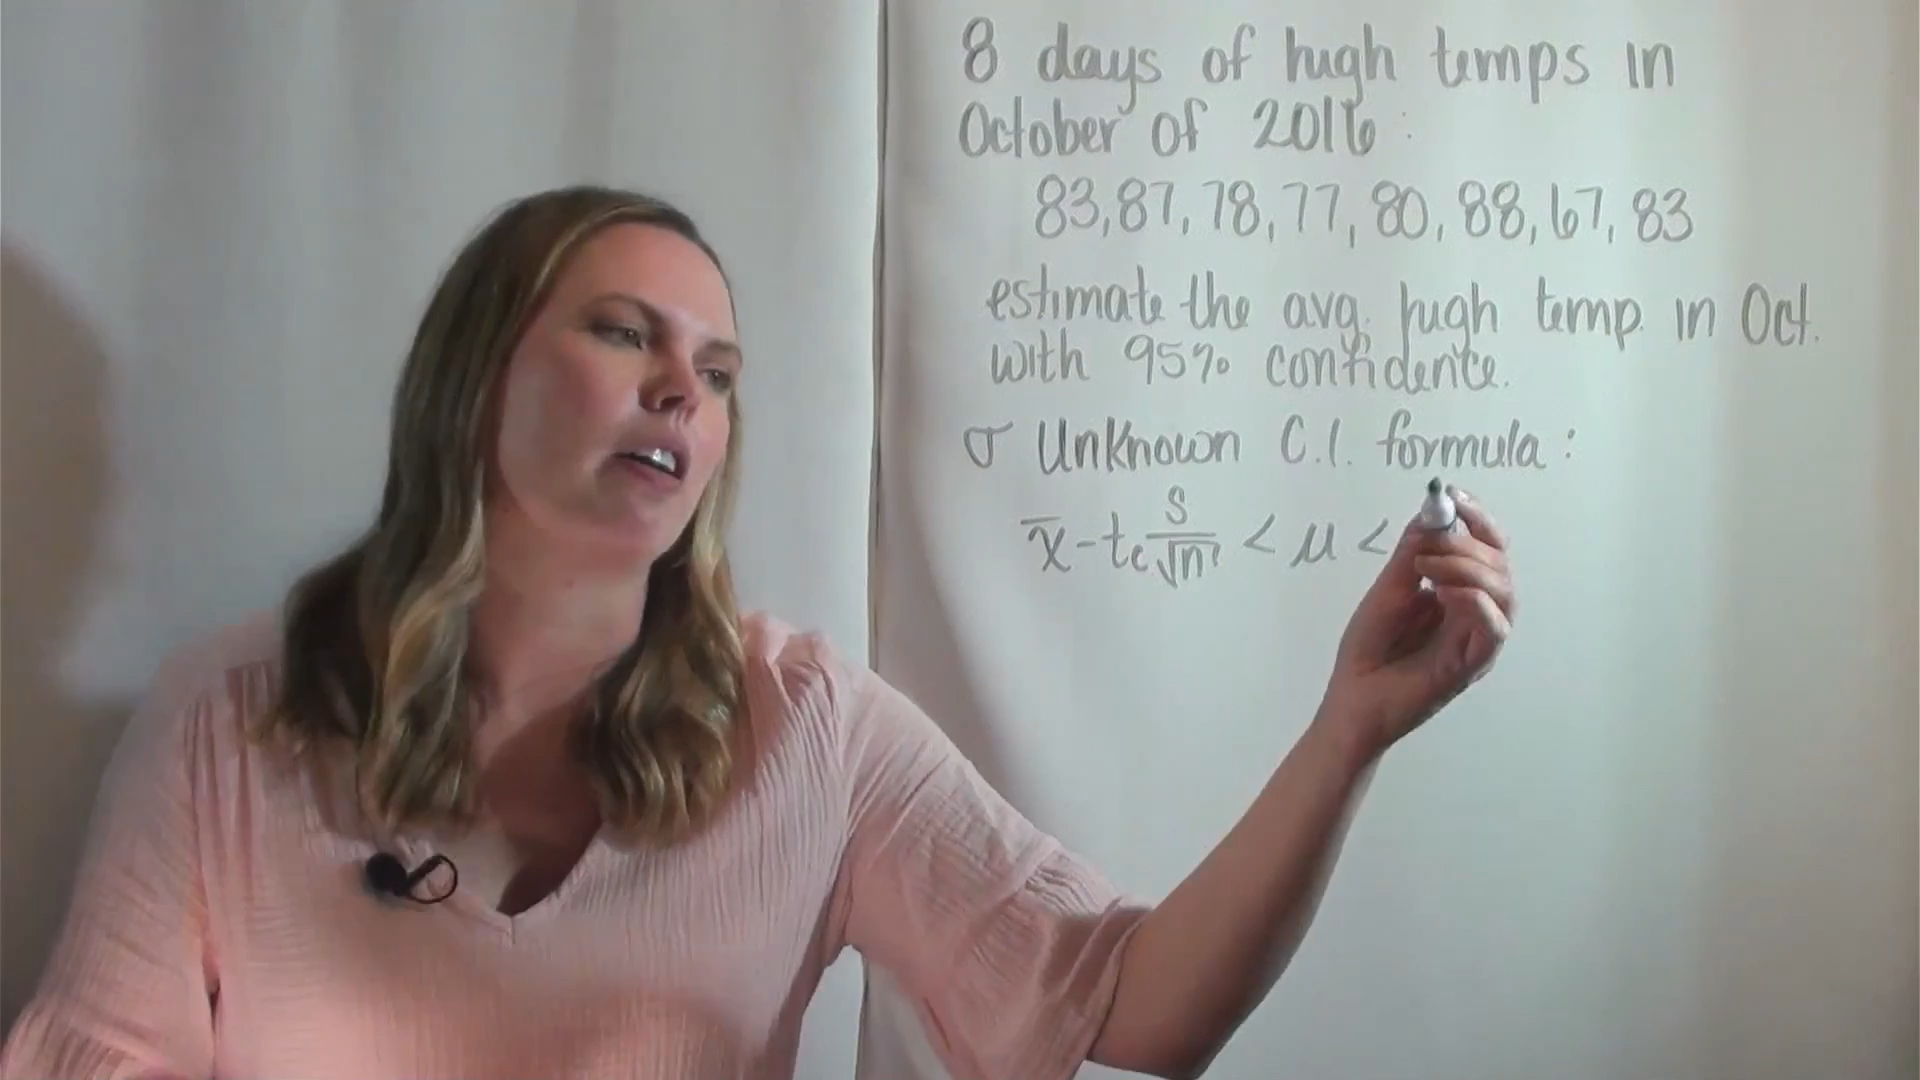 8 days of high temps in
October of 2016 :
83, 87, 78, 77, 80, 88, 67, 83
estimate the avg. high temp. in Oct.
with 95% confidence.
σ Unknown C.I. formula :
x̄ - tc s/√n < μ <